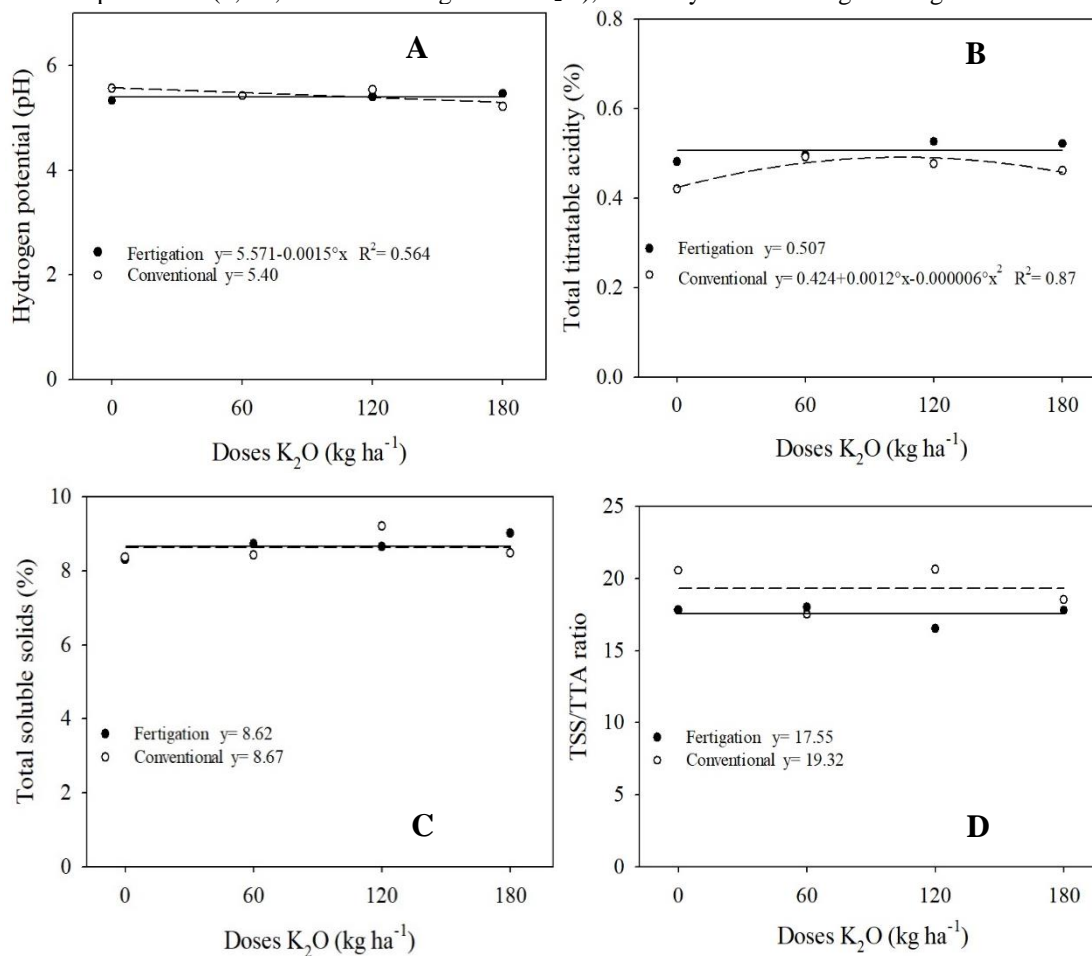 A
Hydrogen potential (pH)
6
4
2
0
Fertigation y= 5.571-0.0015°x R²= 0.564
Conventional y= 5.40
0 60 120 180
Doses K₂O (kg ha⁻¹)
B
Total titratable acidity (%)
0.8
0.6
0.4
0.2
0.0
Fertigation y= 0.507
Conventional y= 0.424+0.0012°x-0.000006°x² R²= 0.87
0 60 120 180
Doses K₂O (kg ha⁻¹)
Total soluble solids (%)
10
8
6
4
2
0
Fertigation y= 8.62
Conventional y= 8.67
C
0 60 120 180
Doses K₂O (kg ha⁻¹)
TSS/TTA ratio
25
20
15
10
5
0
Fertigation y= 17.55
Conventional y= 19.32
D
0 60 120 180
Doses K₂O (kg ha⁻¹)